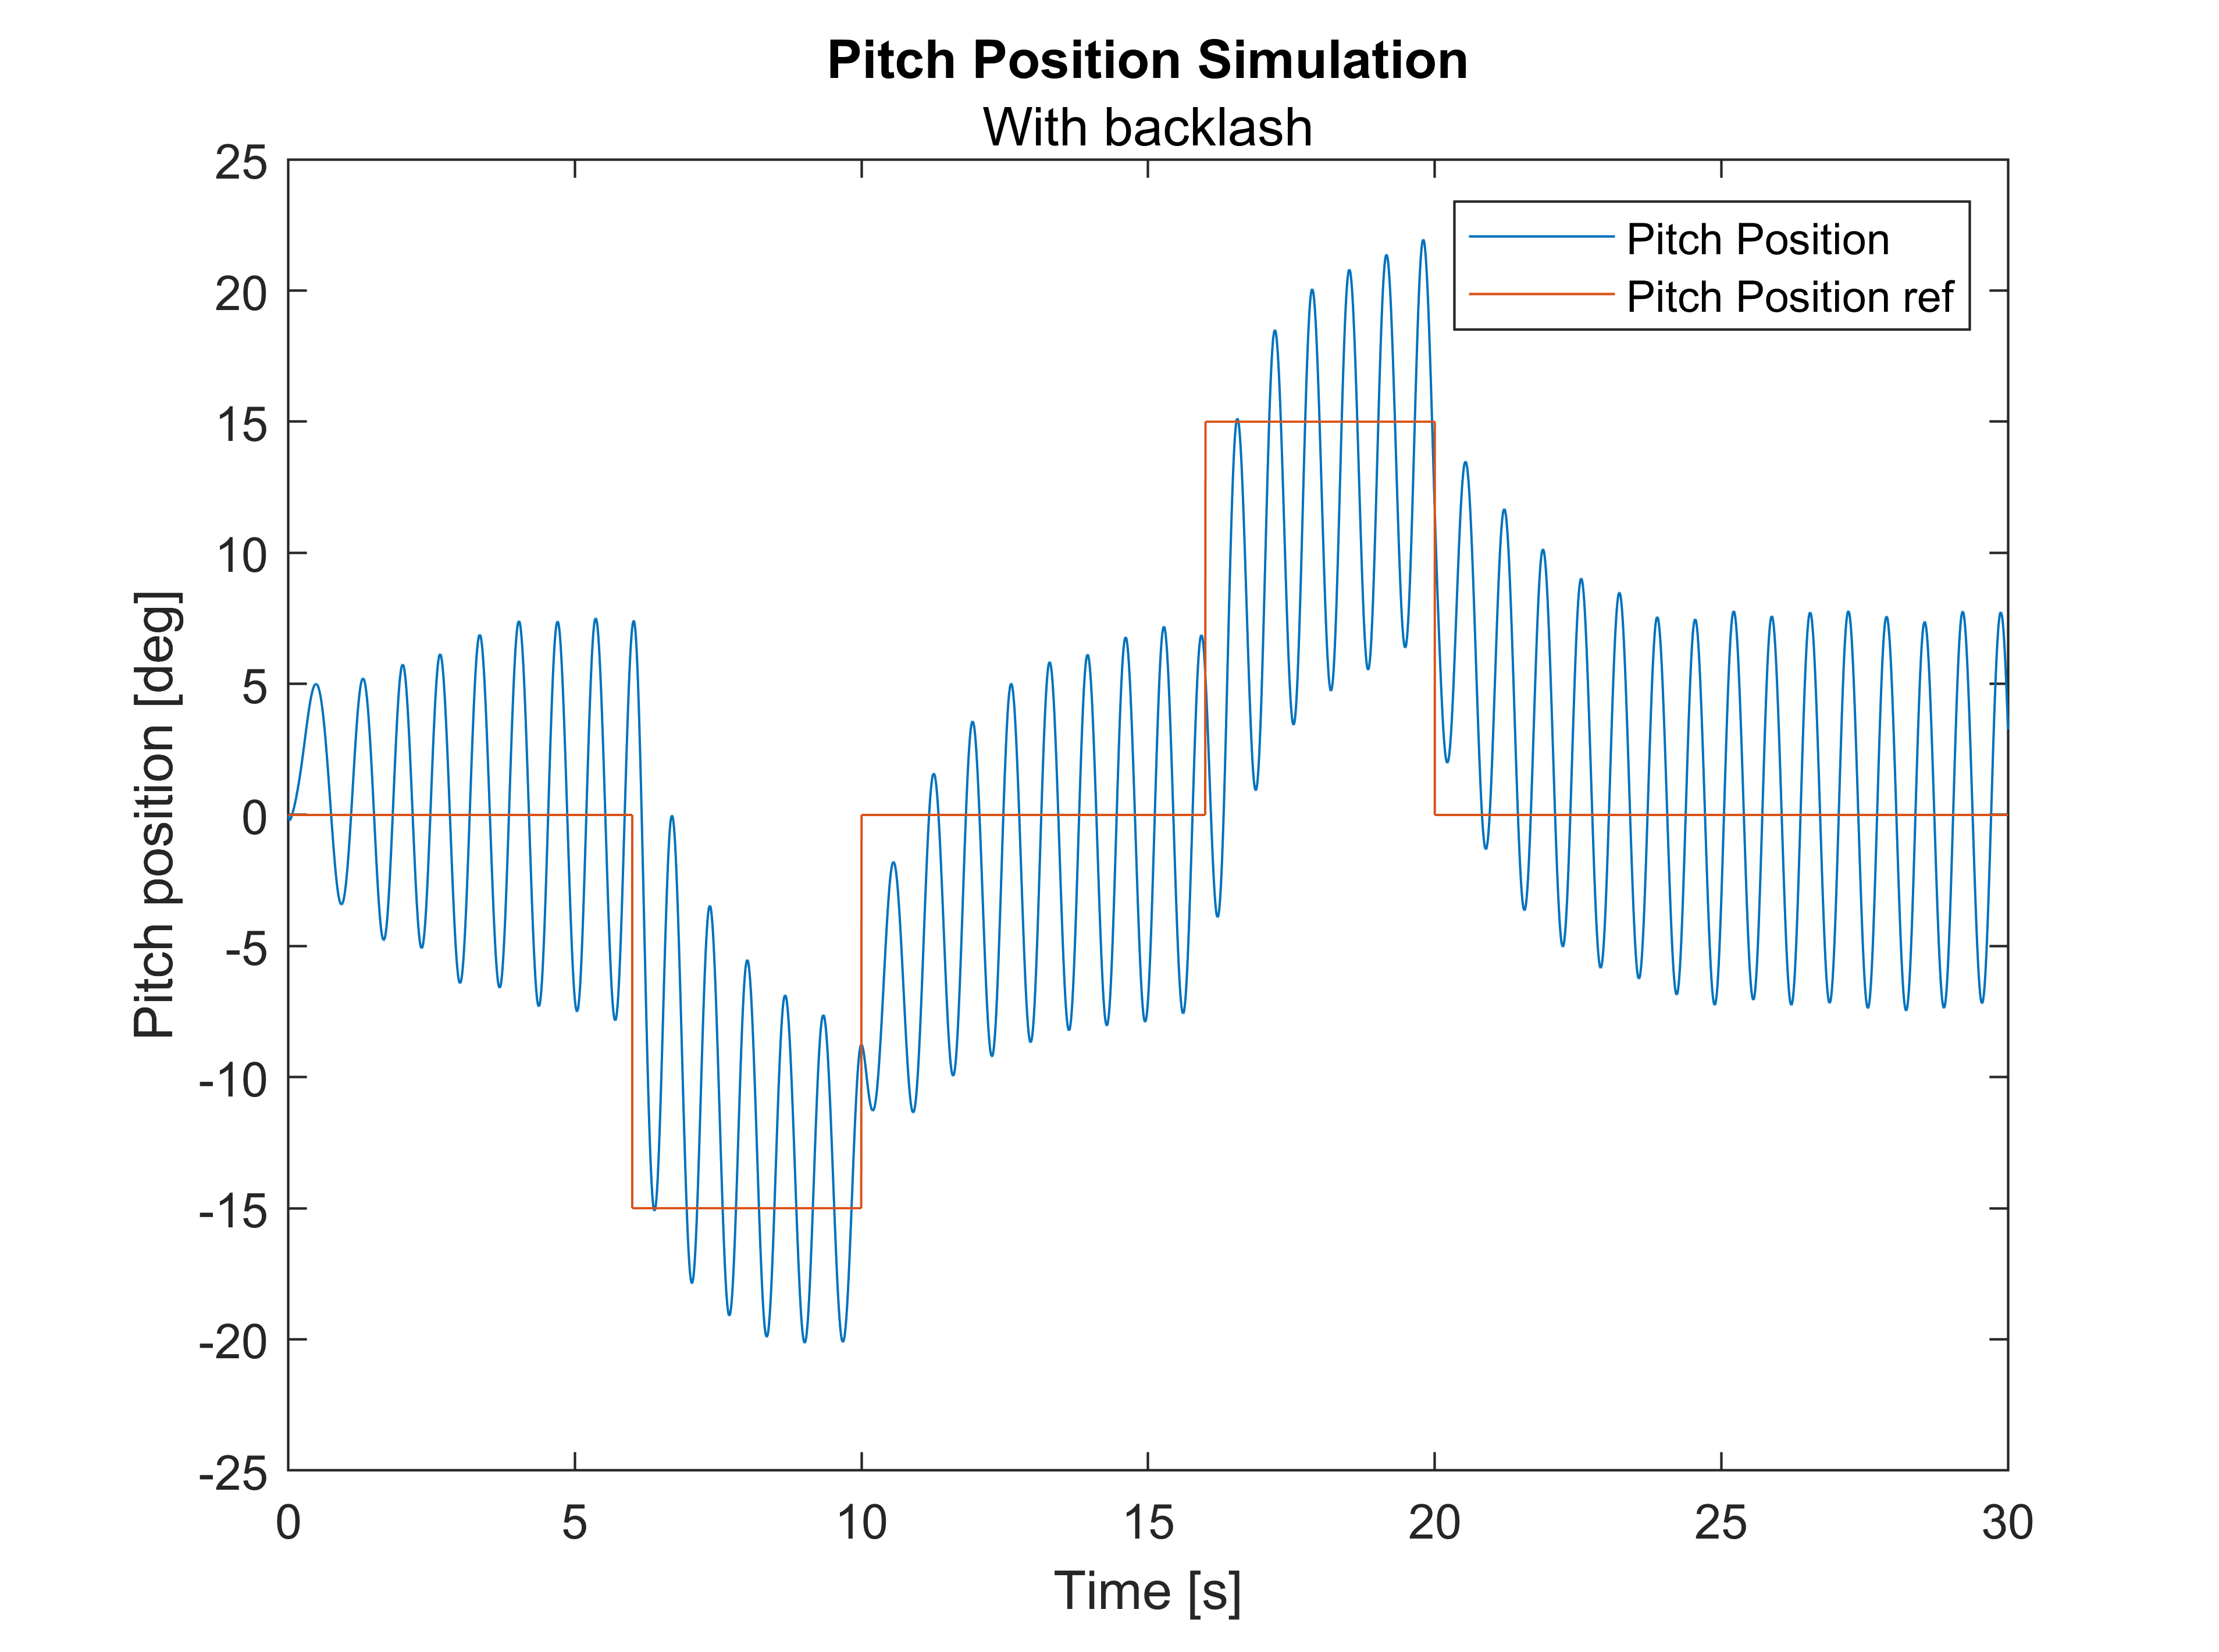 Pitch Position Simulation
With backlash
25
20
15
10
5
0
-5
-10
-15
-20
-25
Pitch position [deg]
Pitch Position
Pitch Position ref
0 5 10 15 20 25 30
Time [s]